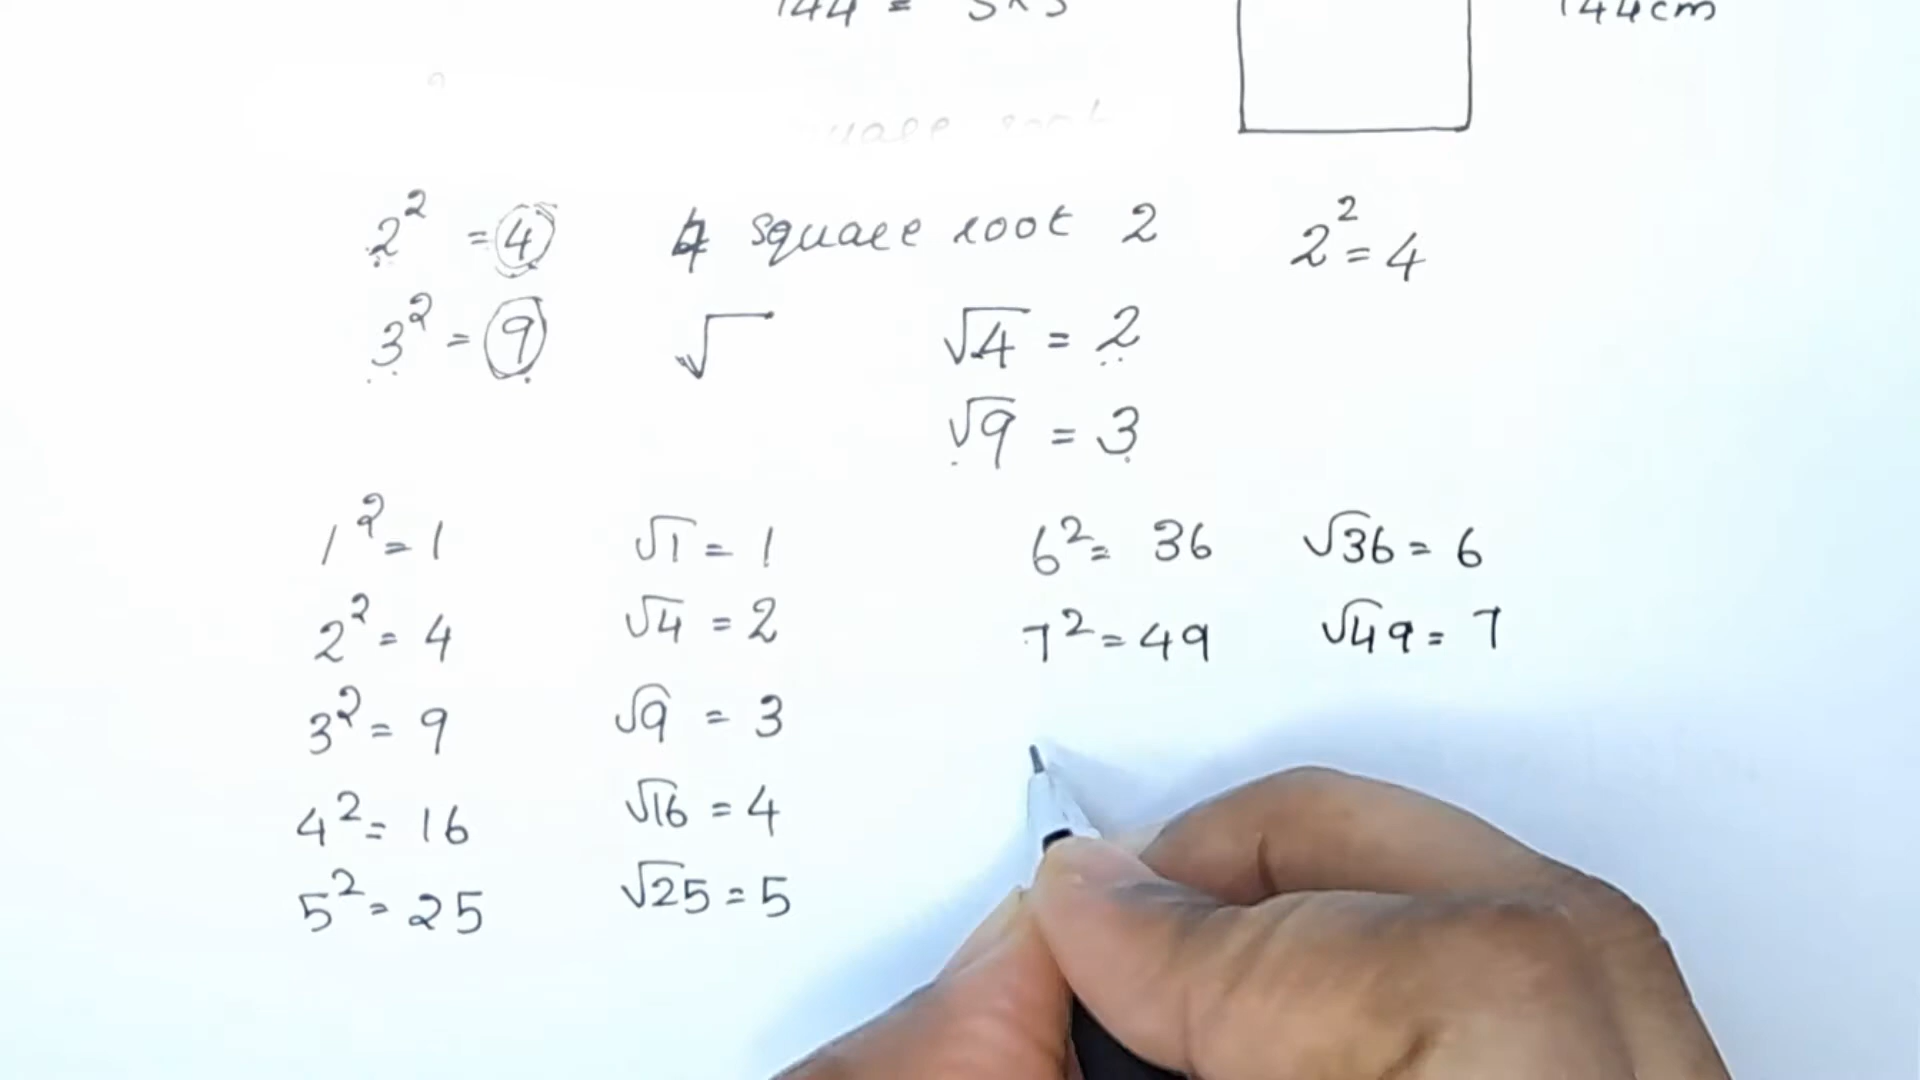 144 = S×S 144cm
2² = 4 4 square root 2 2² = 4
3² = 9 √ √4 = 2
√9 = 3
1² = 1 √1 = 1 6² = 36 √36 = 6
2² = 4 √4 = 2 7² = 49 √49 = 7
3² = 9 √9 = 3
4² = 16 √16 = 4
5² = 25 √25 = 5